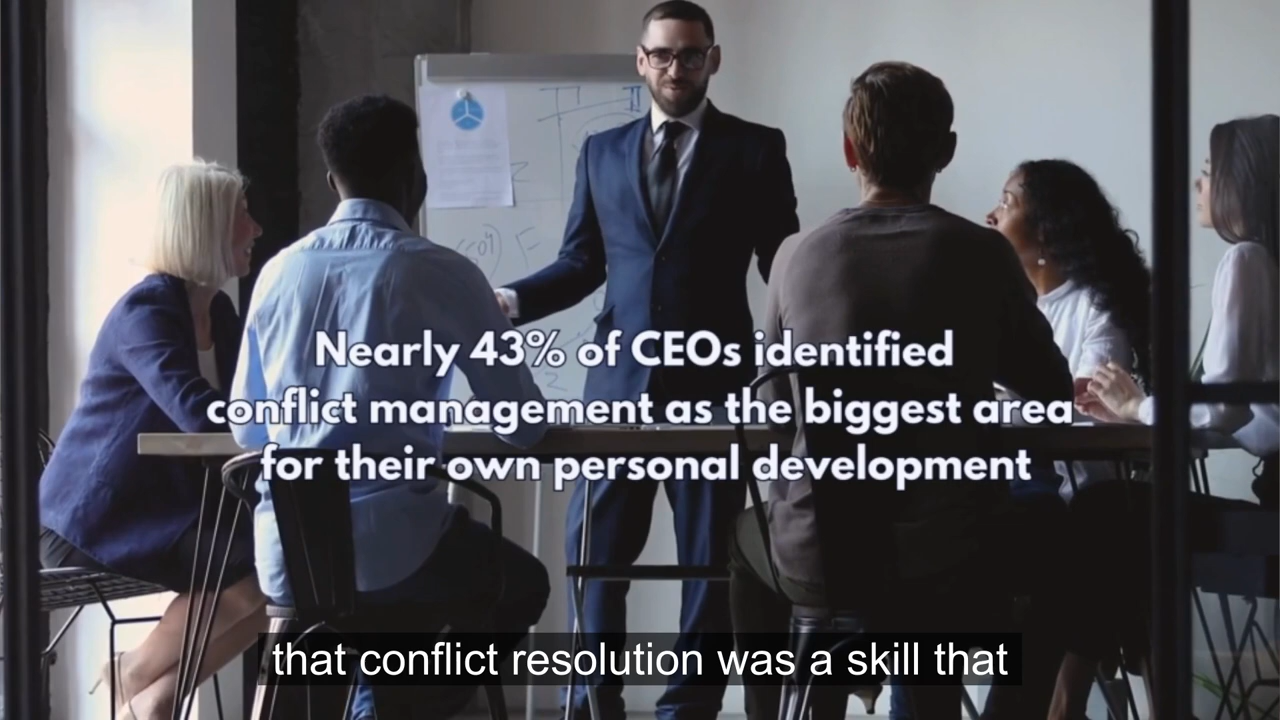 Nearly 43% of CEOs identified
conflict management as the biggest area
for their own personal development
that conflict resolution was a skill that